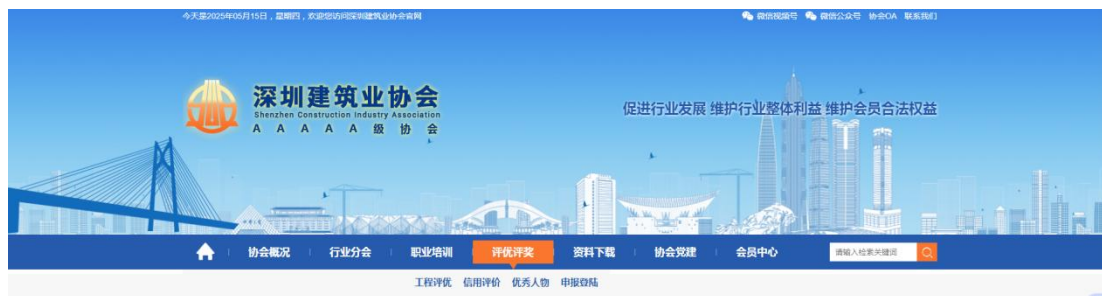 今天是2025年05月15日，星期四，欢迎您访问深圳建筑业协会官网
微信视频号 微信公众号 协会OA 联系我们
深圳建筑业协会
Shenzhen Construction Industry Association
AAAAA级协会
促进行业发展 维护行业整体利益 维护会员合法权益
协会概况 行业分会 职业培训 评优评奖 资料下载 协会党建 会员中心 请输入检索关键词
工程评优 信用评价 优秀人物 申报登陆